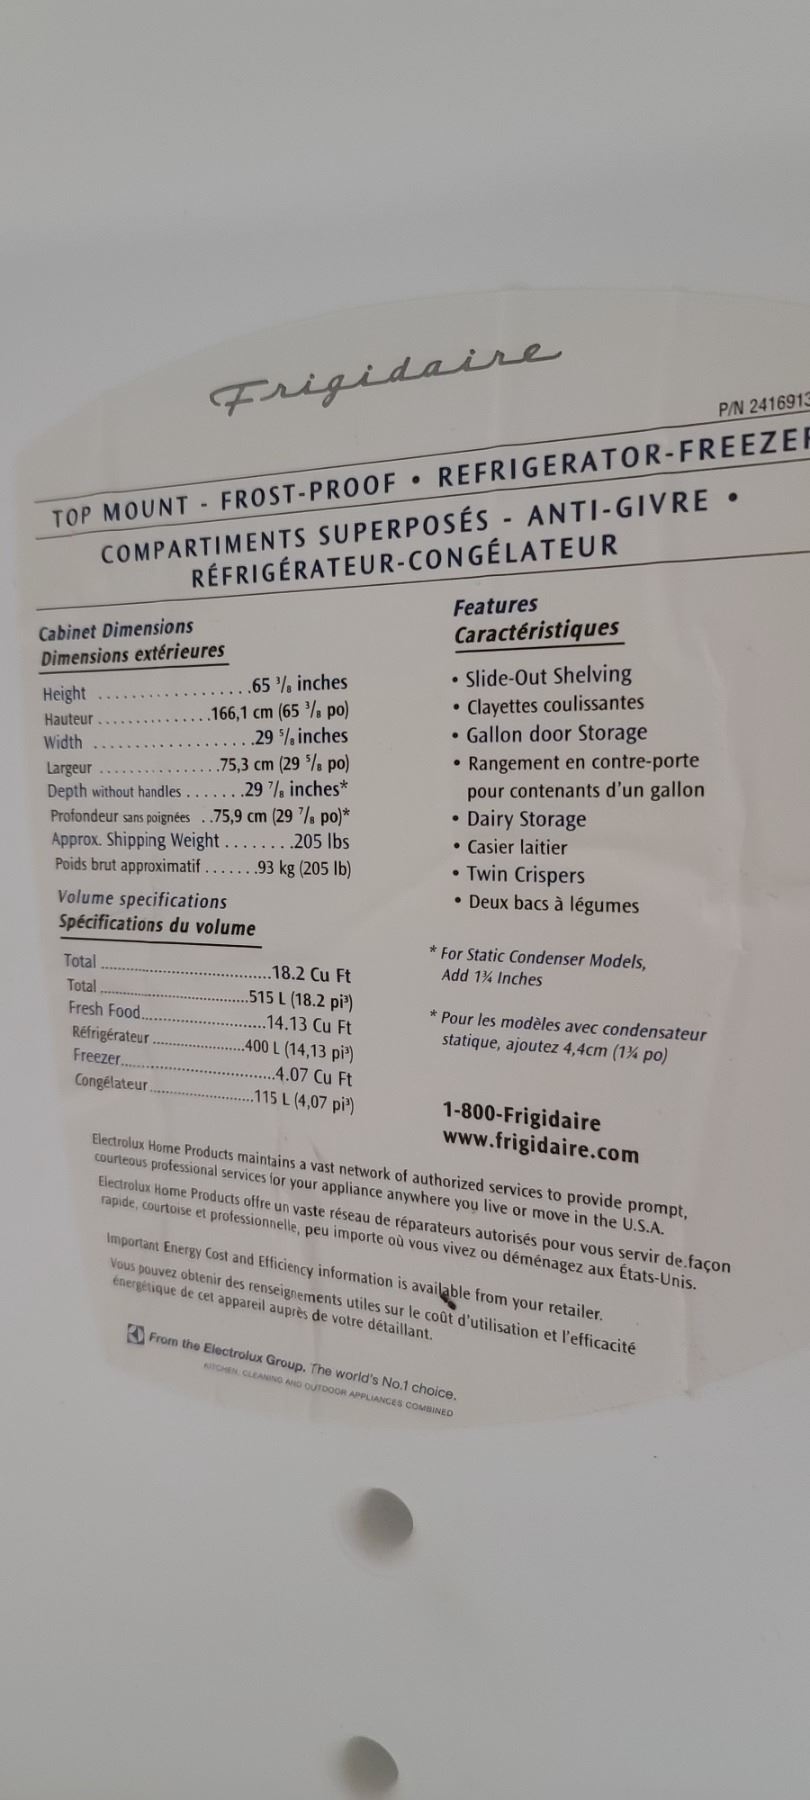 Frigidaire
P/N 2416913
TOP MOUNT - FROST-PROOF • REFRIGERATOR-FREEZER
COMPARTIMENTS SUPERPOSÉS - ANTI-GIVRE •
RÉFRIGÉRATEUR-CONGÉLATEUR
Cabinet Dimensions
Dimensions extérieures
Height ..................65 3/8 inches
Hauteur ...............166,1 cm (65 3/8 po)
Width ...................29 5/8 inches
Largeur ................75,3 cm (29 5/8 po)
Depth without handles .......29 7/8 inches*
Profondeur sans poignées ..75,9 cm (29 7/8 po)*
Approx. Shipping Weight ........205 lbs
Poids brut approximatif .......93 kg (205 lb)
Volume specifications
Spécifications du volume
Total ..................18.2 Cu Ft
Total ..................515 L (18.2 pi³)
Fresh Food..................14.13 Cu Ft
Réfrigérateur ..................400 L (14,13 pi³)
Freezer..................4.07 Cu Ft
Congélateur..................115 L (4,07 pi³)
Features
Caractéristiques
• Slide-Out Shelving
• Clayettes coulissantes
• Gallon door Storage
• Rangement en contre-porte
pour contenants d'un gallon
• Dairy Storage
• Casier laitier
• Twin Crispers
• Deux bacs à légumes
* For Static Condenser Models,
Add 1¾ Inches
* Pour les modèles avec condensateur
statique, ajoutez 4,4cm (1¾ po)
1-800-Frigidaire
www.frigidaire.com
Electrolux Home Products maintains a vast network of authorized services to provide prompt,
courteous professional services for your appliance anywhere you live or move in the U.S.A.
Electrolux Home Products offre un vaste réseau de réparateurs autorisés pour vous servir de façon
rapide, courtoise et professionnelle, peu importe où vous vivez ou déménagez aux États-Unis.
Important Energy Cost and Efficiency information is available from your retailer.
Vous pouvez obtenir des renseignements utiles sur le coût d'utilisation et l'efficacité
énergétique de cet appareil auprès de votre détaillant.
From the Electrolux Group. The world's No.1 choice.
KITCHEN, CLEANING AND OUTDOOR APPLIANCES COMBINED